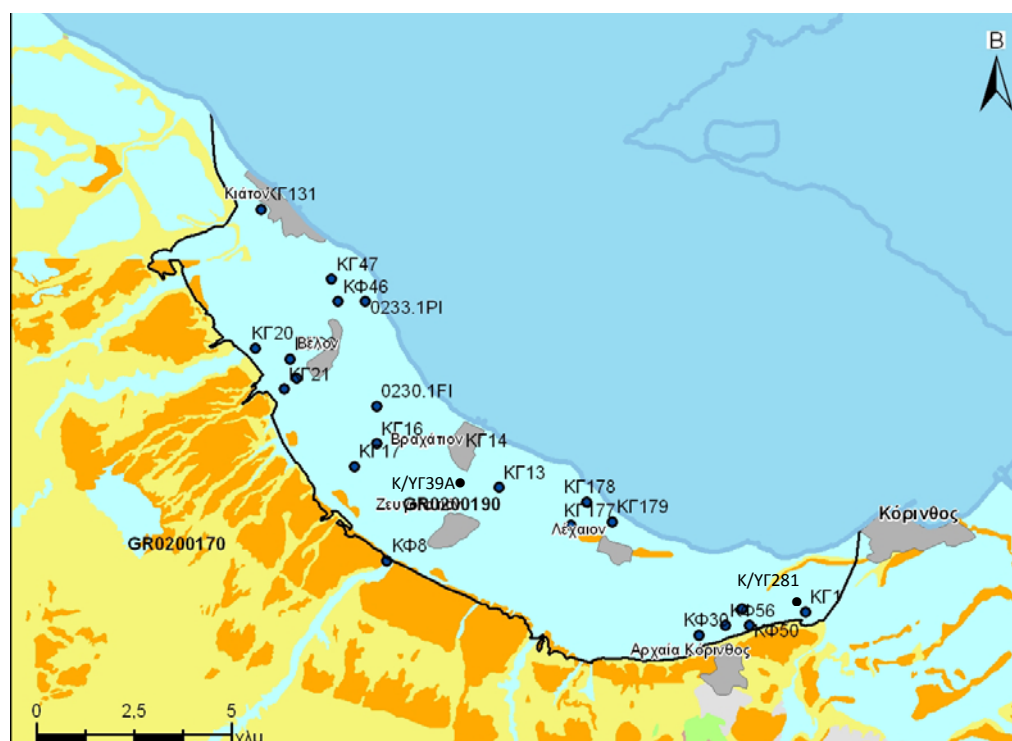 Β
Κιάτον
ΚΓ131
ΚΓ47
ΚΦ46
0233.1PI
ΚΓ20
Βέλον
ΚΓ21
0230.1FI
ΚΓ16
Βραχάτιον
ΚΓ14
ΚΓ17
Κ/ΥΓ39Α
ΚΓ13
GR0200190
ΚΓ178
ΚΓ177
ΚΓ179
Λέχαιον
Κόρινθος
GR0200170
ΚΦ8
Κ/ΥΓ281
ΚΓ1
ΚΦ56
ΚΦ50
Αρχαία Κόρινθος
0 2,5 5
χλμ